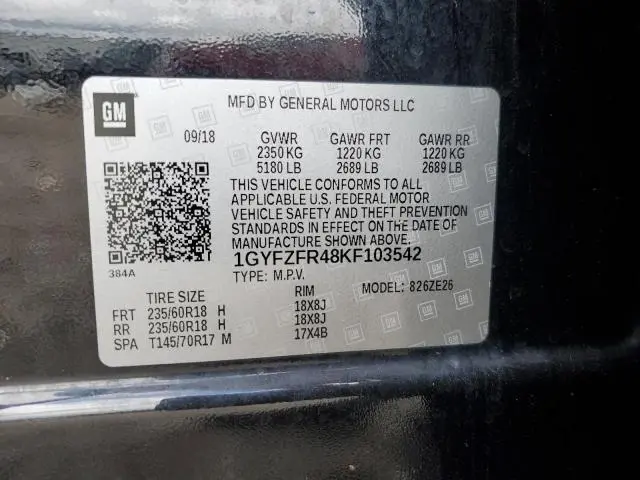 GM
MFD BY GENERAL MOTORS LLC
09/18 GVWR GAWR FRT GAWR RR
2350 KG 1220 KG 1220 KG
5180 LB 2689 LB 2689 LB
THIS VEHICLE CONFORMS TO ALL
APPLICABLE U.S. FEDERAL MOTOR
VEHICLE SAFETY AND THEFT PREVENTION
STANDARDS IN EFFECT ON THE DATE OF
MANUFACTURE SHOWN ABOVE.
384A
1GYFZFR48KF103542
TYPE: M.P.V. MODEL: 826ZE26
TIRE SIZE RIM
FRT 235/60R18 H 18X8J
RR 235/60R18 H 18X8J
SPA T145/70R17 M 17X4B